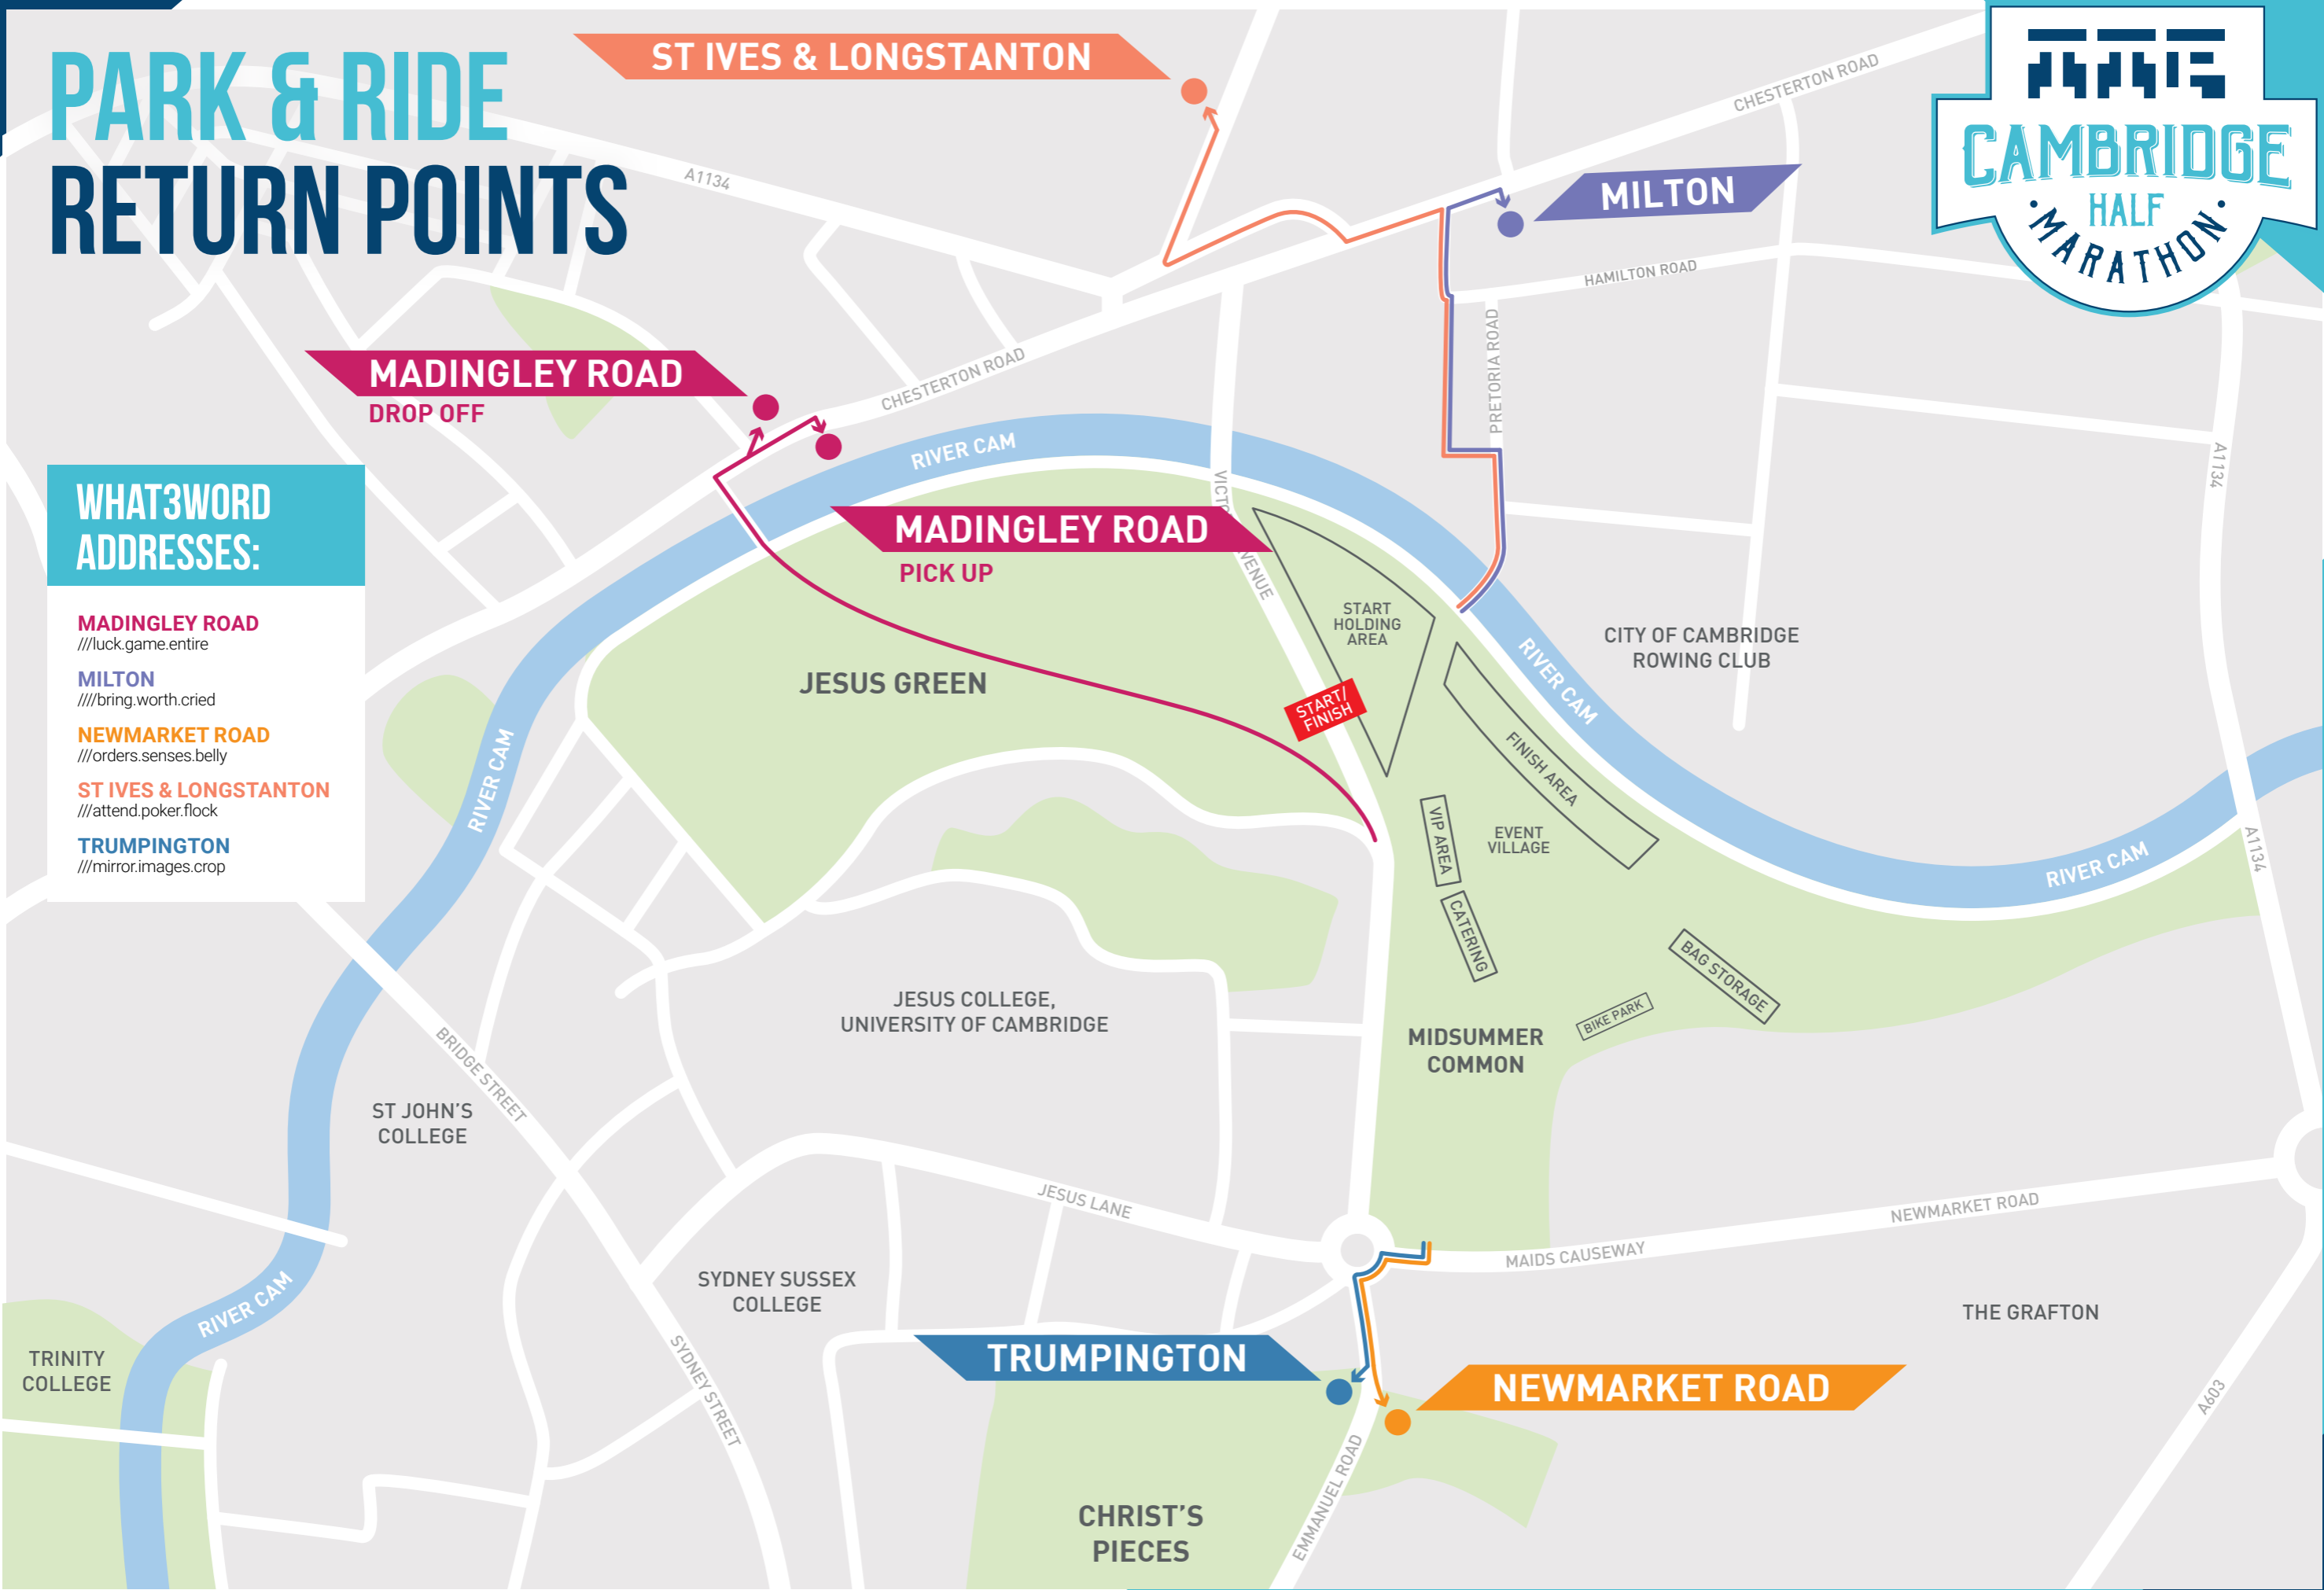 PARK & RIDE
RETURN POINTS
ST IVES & LONGSTANTON
CAMBRIDGE
HALF
MARATHON
CHESTERTON ROAD
A1134
MILTON
HAMILTON ROAD
PRETORIA ROAD
MADINGLEY ROAD
DROP OFF
CHESTERTON ROAD
RIVER CAM
A1134
WHAT3WORD
ADDRESSES:
MADINGLEY ROAD
///luck.game.entire
MILTON
////bring.worth.cried
NEWMARKET ROAD
///orders.senses.belly
ST IVES & LONGSTANTON
///attend.poker.flock
TRUMPINGTON
///mirror.images.crop
MADINGLEY ROAD
PICK UP
START
HOLDING
AREA
START/
FINISH
JESUS GREEN
CITY OF CAMBRIDGE
ROWING CLUB
RIVER CAM
FINISH AREA
RIVER CAM
VIP AREA
EVENT
VILLAGE
CATERING
A1134
RIVER CAM
BAG STORAGE
BIKE PARK
JESUS COLLEGE,
UNIVERSITY OF CAMBRIDGE
MIDSUMMER
COMMON
BRIDGE STREET
ST JOHN'S
COLLEGE
JESUS LANE
NEWMARKET ROAD
MAIDS CAUSEWAY
RIVER CAM
SYDNEY SUSSEX
COLLEGE
THE GRAFTON
TRINITY
COLLEGE
SYDNEY STREET
TRUMPINGTON
NEWMARKET ROAD
A603
EMMANUEL ROAD
CHRIST'S
PIECES